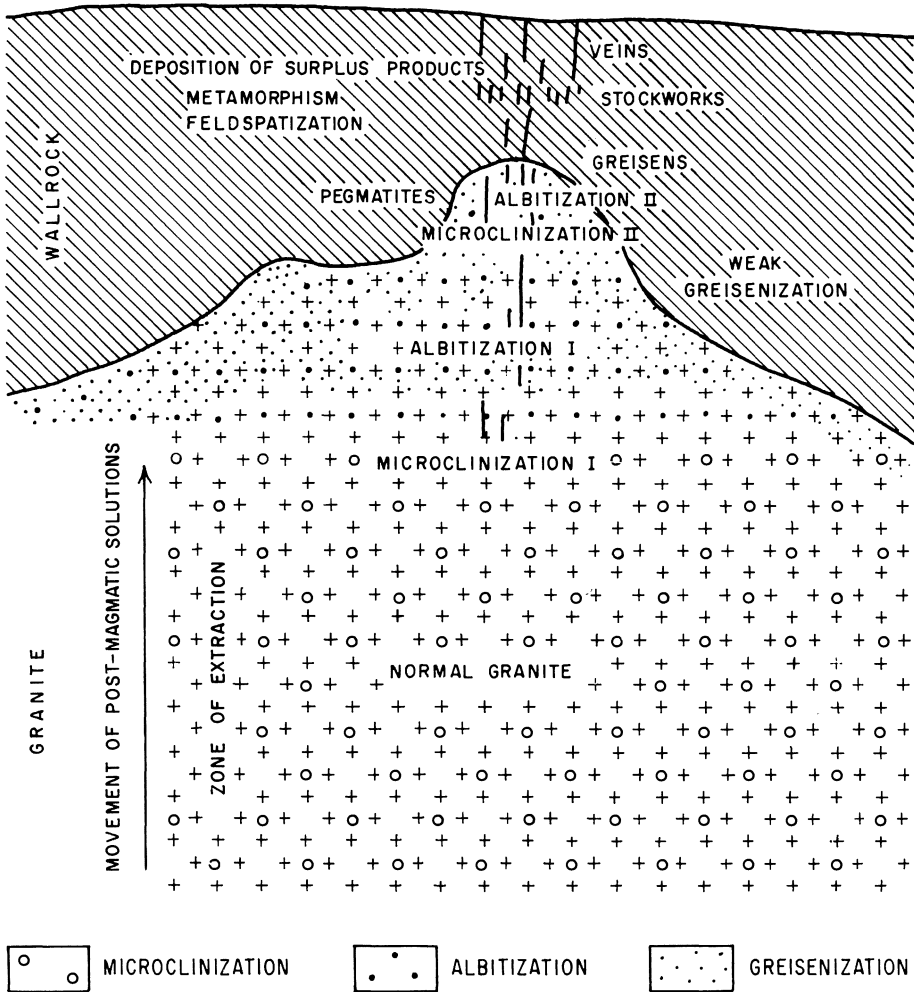 VEINS
DEPOSITION OF SURPLUS PRODUCTS
METAMORPHISM
FELDSPATIZATION
STOCKWORKS
WALLROCK
GREISENS
PEGMATITES
ALBITIZATION II
MICROCLINIZATION II
WEAK
GREISENIZATION
ALBITIZATION I
MICROCLINIZATION I
GRANITE
MOVEMENT OF POST-MAGMATIC SOLUTIONS
ZONE OF EXTRACTION
NORMAL GRANITE
MICROCLINIZATION
ALBITIZATION
GREISENIZATION